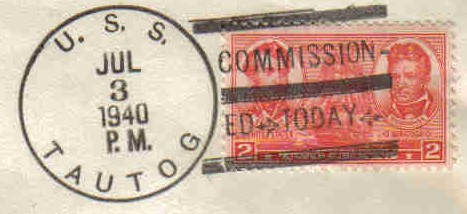 U. S. S.
JUL
3
1940
P. M.
TAUTOG
COMMISSION-
ED TODAY
2 2